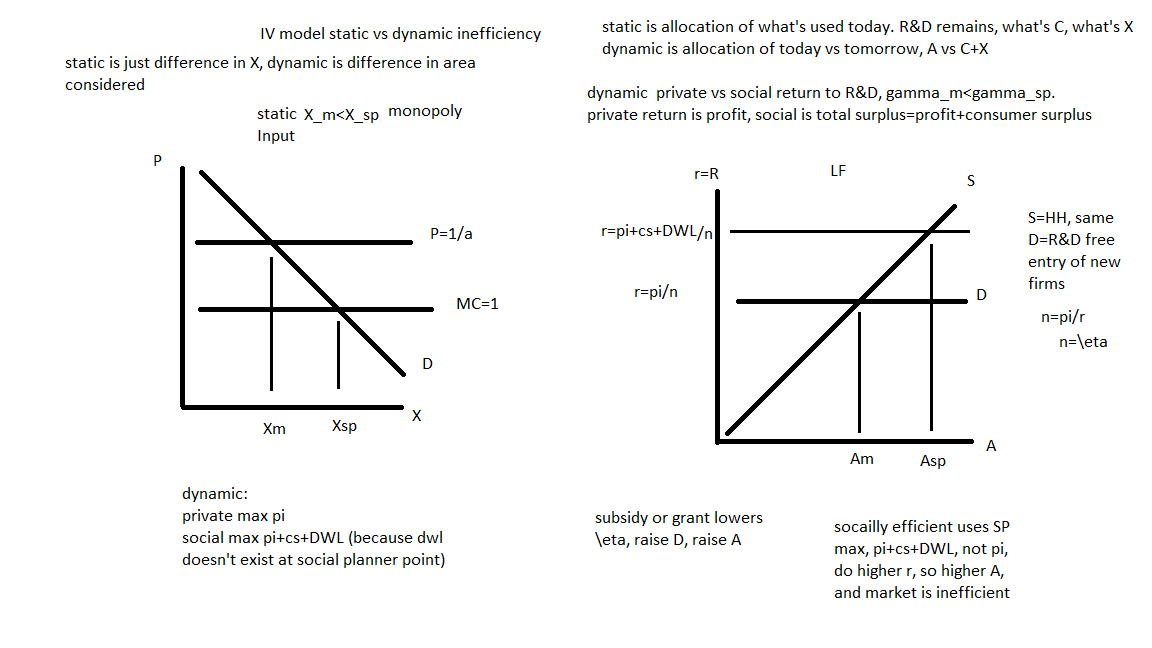 IV model static vs dynamic inefficiency
static is just difference in X, dynamic is difference in area
considered
static X_m<X_sp monopoly
Input
P
P=1/a
MC=1
D
X
Xm
Xsp
dynamic:
private max pi
social max pi+cs+DWL (because dwl
doesn't exist at social planner point)
static is allocation of what's used today. R&D remains, what's C, what's X
dynamic is allocation of today vs tomorrow, A vs C+X
dynamic private vs social return to R&D, gamma_m<gamma_sp.
private return is profit, social is total surplus=profit+consumer surplus
r=R
LF
S
r=pi+cs+DWL/n
r=pi/n
D
A
Am
Asp
S=HH, same
D=R&D free
entry of new
firms
n=pi/r
n=\eta
subsidy or grant lowers
\eta, raise D, raise A
socailly efficient uses SP
max, pi+cs+DWL, not pi,
do higher r, so higher A,
and market is inefficient